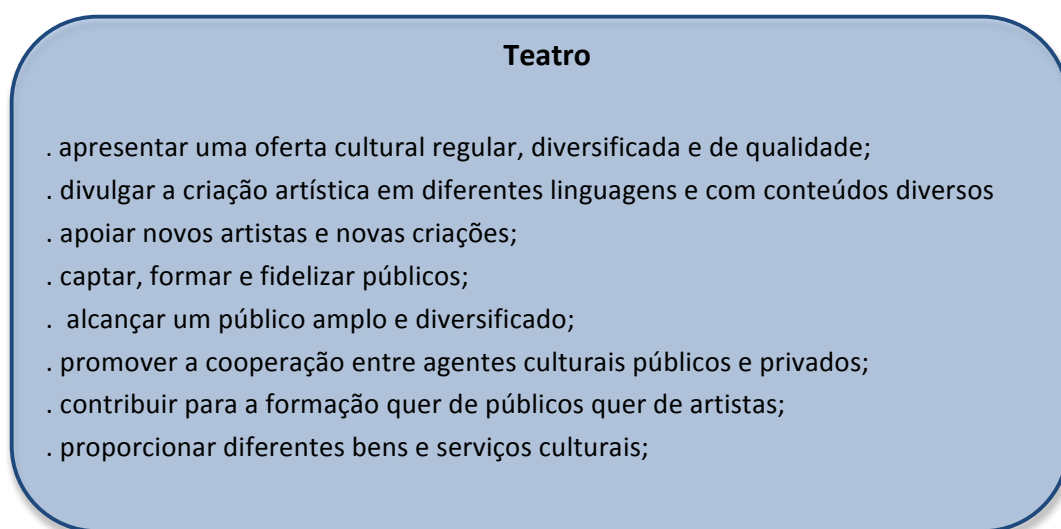 Teatro
. apresentar uma oferta cultural regular, diversificada e de qualidade;
. divulgar a criação artística em diferentes linguagens e com conteúdos diversos
. apoiar novos artistas e novas criações;
. captar, formar e fidelizar públicos;
. alcançar um público amplo e diversificado;
. promover a cooperação entre agentes culturais públicos e privados;
. contribuir para a formação quer de públicos quer de artistas;
. proporcionar diferentes bens e serviços culturais;